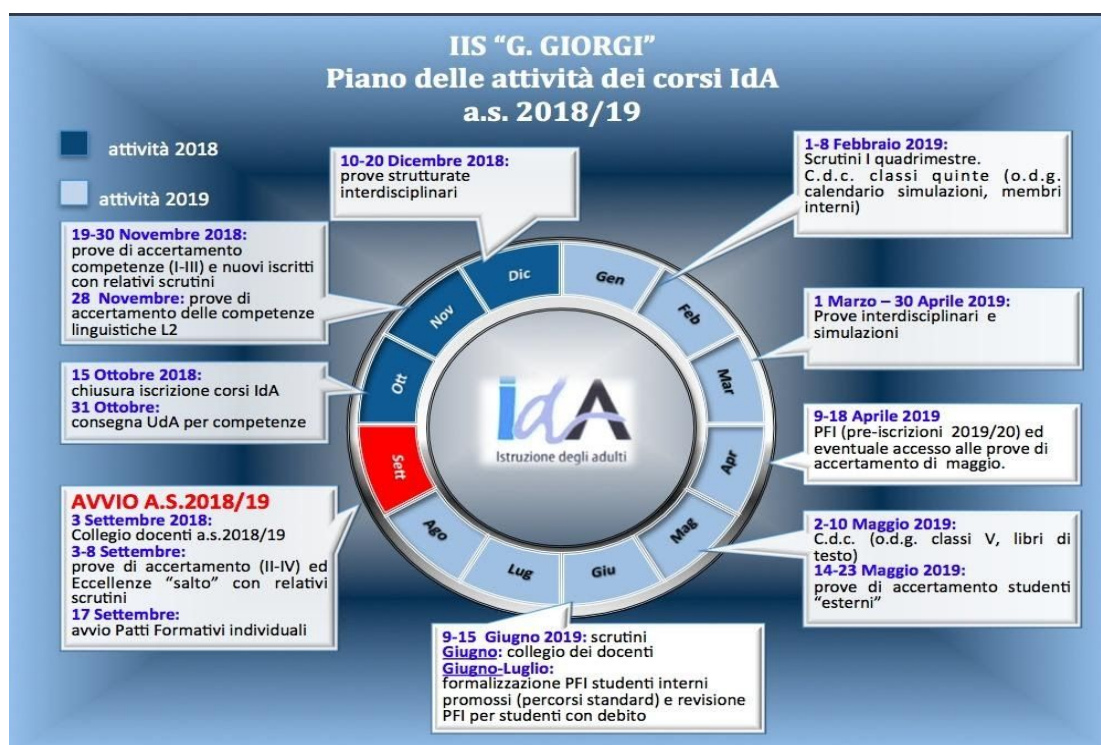 IIS “G. GIORGI”
Piano delle attività dei corsi IdA
a.s. 2018/19
attività 2018
attività 2019
10-20 Dicembre 2018:
prove strutturate
interdisciplinari
1-8 Febbraio 2019:
Scrutini I quadrimestre.
C.d.c. classi quinte (o.d.g.
calendario simulazioni, membri
interni)
19-30 Novembre 2018:
prove di accertamento
competenze (I-III) e nuovi iscritti
con relativi scrutini
28 Novembre: prove di
accertamento delle competenze
linguistiche L2
1 Marzo – 30 Aprile 2019:
Prove interdisciplinari e
simulazioni
15 Ottobre 2018:
chiusura iscrizione corsi IdA
31 Ottobre:
consegna UdA per competenze
9-18 Aprile 2019
PFI (pre-iscrizioni 2019/20) ed
eventuale accesso alle prove di
accertamento di maggio.
AVVIO A.S.2018/19
3 Settembre 2018:
Collegio docenti a.s.2018/19
3-8 Settembre:
prove di accertamento (II-IV) ed
Eccellenze “salto” con relativi
scrutini
17 Settembre:
avvio Patti Formativi individuali
2-10 Maggio 2019:
C.d.c. (o.d.g. classi V, libri di
testo)
14-23 Maggio 2019:
prove di accertamento studenti
“esterni”
9-15 Giugno 2019: scrutini
Giugno: collegio dei docenti
Giugno-Luglio:
formalizzazione PFI studenti interni
promossi (percorsi standard) e revisione
PFI per studenti con debito
Gen
Feb
Mar
Apr
Mag
Giu
Lug
Ago
Sett
Ott
Nov
Dic
IdA
Istruzione degli adulti